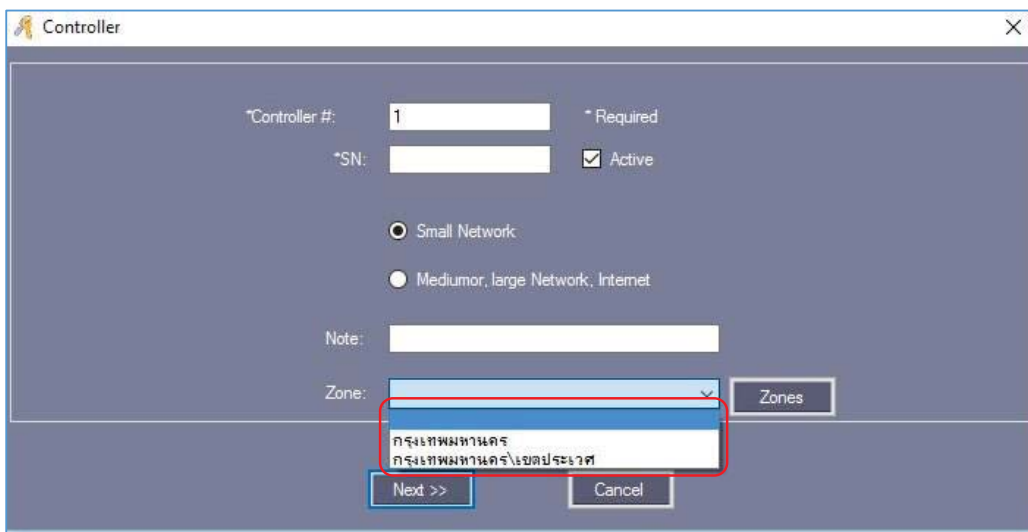 Controller
*Controller #: 1 * Required
*SN: Active
Small Network
Mediumor, large Network, Internet
Note:
Zone: Zones
กรุงเทพมหานคร
กรุงเทพมหานคร\เขตประเวศ
Next >> Cancel